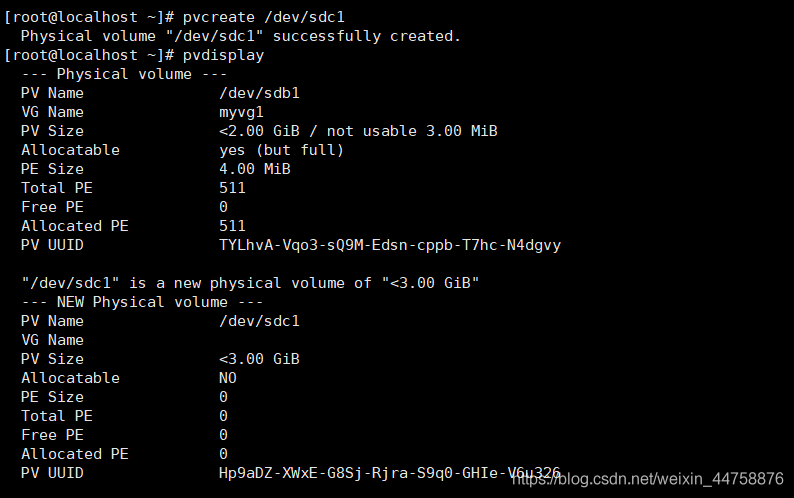 [root@localhost ~]# pvcreate /dev/sdc1
  Physical volume "/dev/sdc1" successfully created.
[root@localhost ~]# pvdisplay
  --- Physical volume ---
  PV Name               /dev/sdb1
  VG Name               myvg1
  PV Size               <2.00 GiB / not usable 3.00 MiB
  Allocatable           yes (but full)
  PE Size               4.00 MiB
  Total PE              511
  Free PE               0
  Allocated PE          511
  PV UUID               TYLhvA-Vqo3-sQ9M-Edsn-cppb-T7hc-N4dgvy

  "/dev/sdc1" is a new physical volume of "<3.00 GiB"
  --- NEW Physical volume ---
  PV Name               /dev/sdc1
  VG Name
  PV Size               <3.00 GiB
  Allocatable           NO
  PE Size               0
  Total PE              0
  Free PE               0
  Allocated PE          0
  PV UUID               Hp9aDZ-XWxE-G8Sj-Rjra-S9q0-GHIe-V6u326
https://blog.csdn.net/weixin_44758876